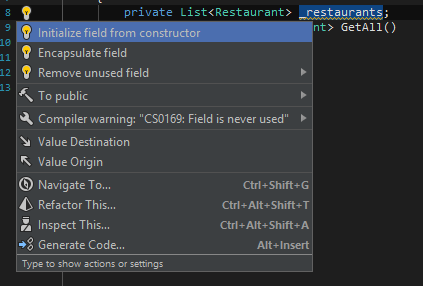 8 private List<Restaurant> _restaurants;
9 nt> GetAll()
10
11
12
13
Initialize field from constructor
Encapsulate field
Remove unused field
To public
Compiler warning: "CS0169: Field is never used"
Value Destination
Value Origin
Navigate To... Ctrl+Shift+G
Refactor This... Ctrl+Alt+Shift+T
Inspect This... Ctrl+Shift+Alt+A
Generate Code... Alt+Insert
Type to show actions or settings